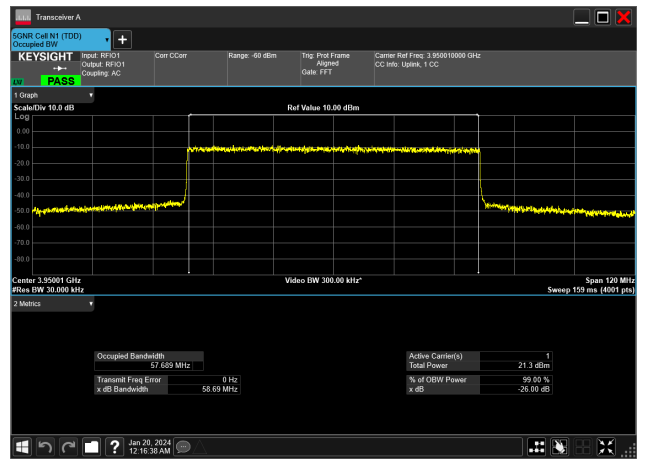 Transceiver A
5GNR Cell N1 (TDD)
Occupied BW
KEYSIGHT
PASS
Input: RFIO1
Output: RFIO1
Coupling: AC
Corr CCorr
Range: -60 dBm
Trig: Prot Frame
Aligned
Gate: FFT
Carrier Ref Freq: 3.950010000 GHz
CC Info: Uplink, 1 CC
1 Graph
Scale/Div 10.0 dB
Ref Value 10.00 dBm
Log
0.00
-10.0
-20.0
-30.0
-40.0
-50.0
-60.0
-70.0
-80.0
Center 3.95001 GHz
Video BW 300.00 kHz*
Span 120 MHz
#Res BW 30.000 kHz
Sweep 159 ms (4001 pts)
2 Metrics
Occupied Bandwidth
57.689 MHz
Transmit Freq Error 0 Hz
x dB Bandwidth 58.69 MHz
Active Carrier(s) 1
Total Power 21.3 dBm
% of OBW Power 99.00 %
x dB -26.00 dB
Jan 20, 2024
12:16:38 AM